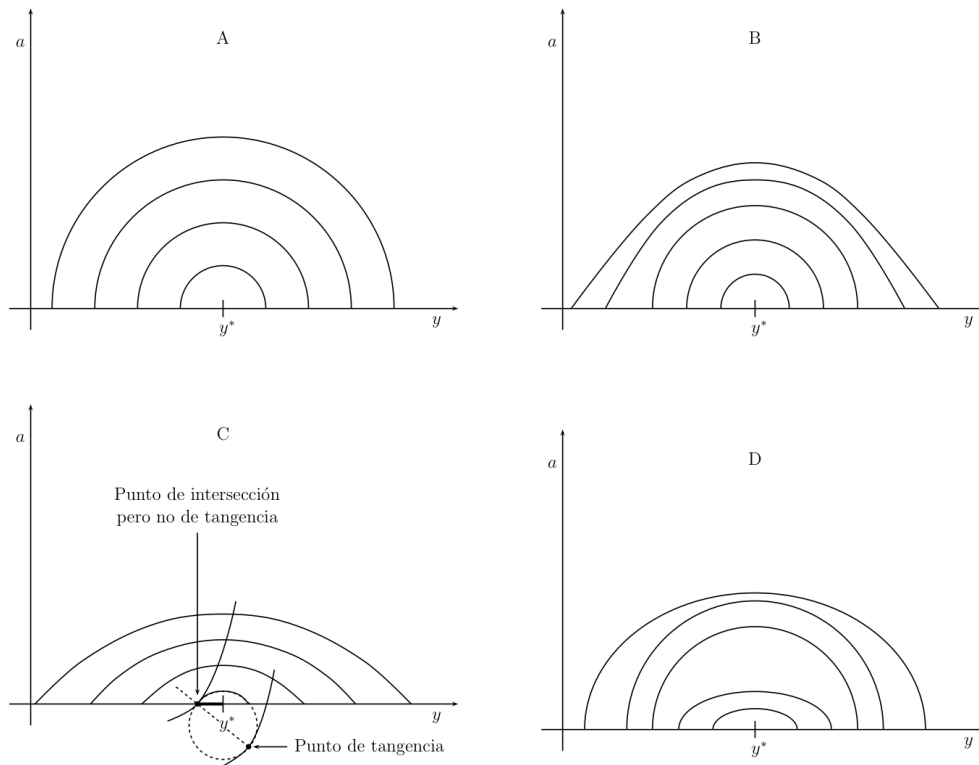 A
a
y*
y
B
a
y*
y
C
a
Punto de intersección
pero no de tangencia
y*
y
Punto de tangencia
D
a
y*
y